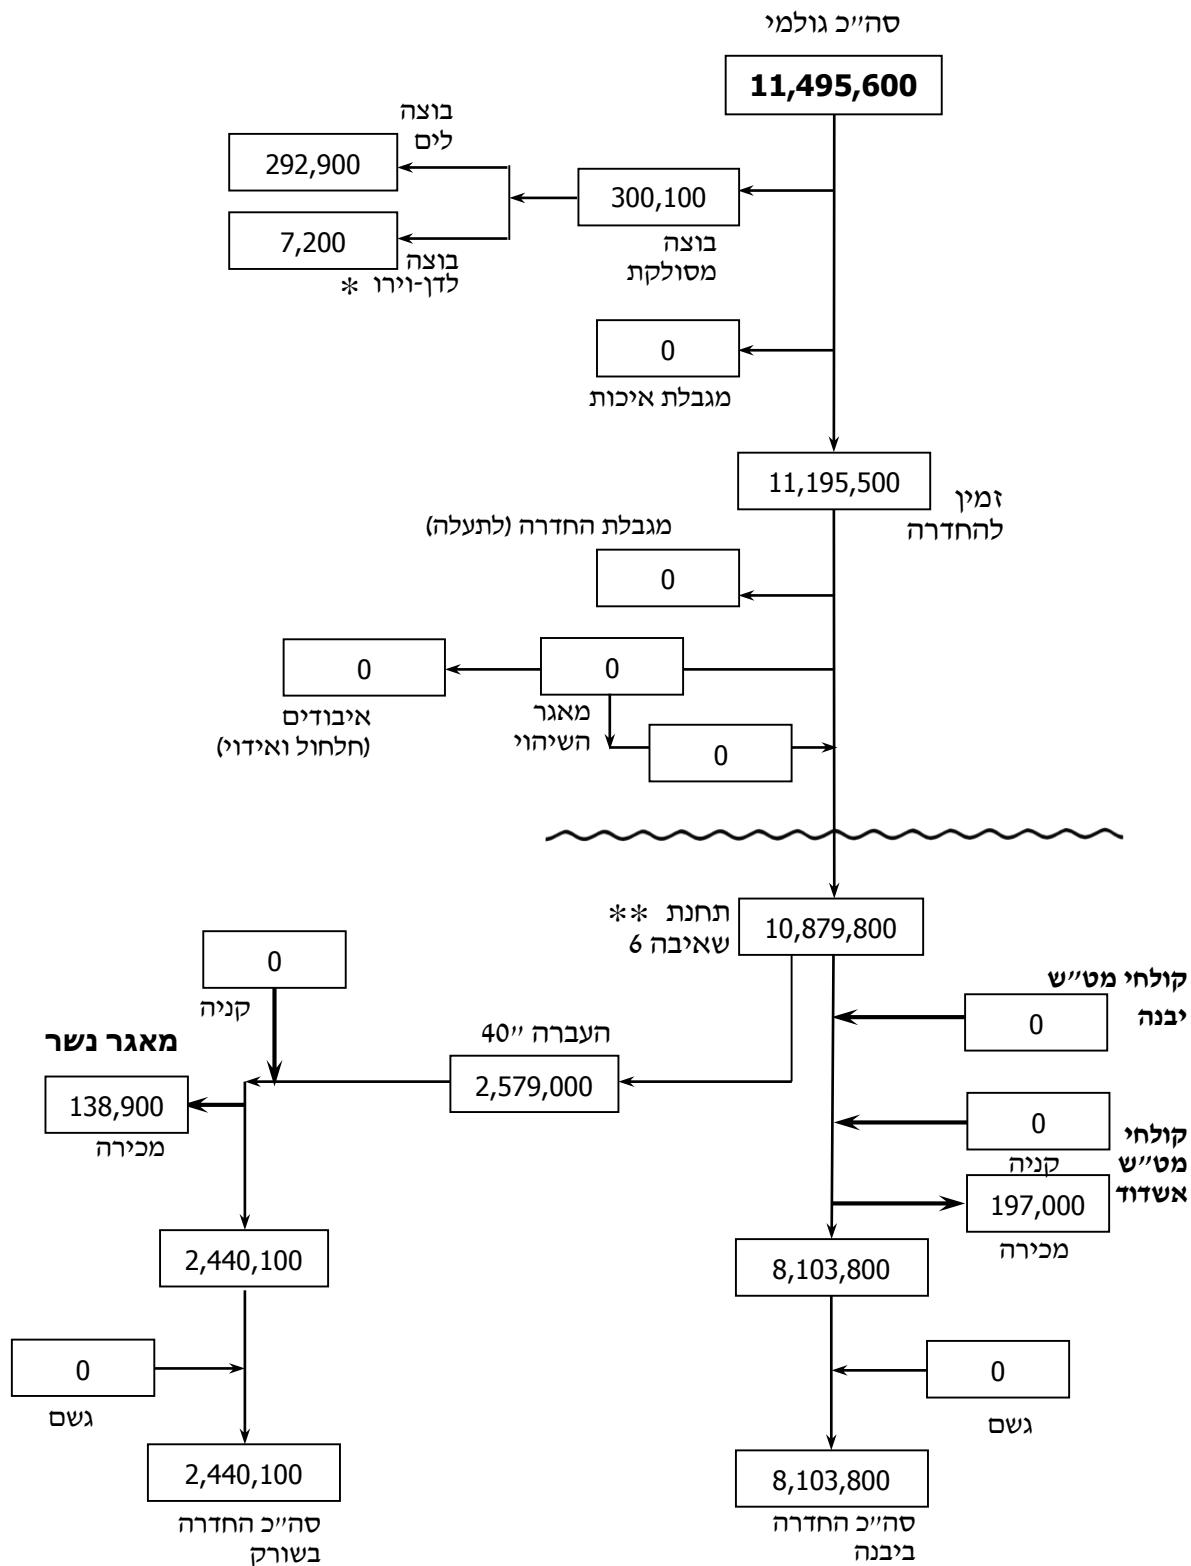 סה״כ גולמי
11,495,600
בוצה
לים
292,900
300,100
7,200
בוצה
לדן-וירו *
בוצה
מסולקת
0
מגבלת איכות
11,195,500
זמין
להחדרה
מגבלת החדרה (לתעלה)
0
0
0
איבודים
(חלחול ואידוי)
מאגר
השיהוי
0
תחנת **
שאיבה 6
10,879,800
0
קניה
קולחי מט״ש
יבנה
0
העברה 40״
2,579,000
מאגר נשר
138,900
מכירה
0
קניה
קולחי
מט״ש
אשדוד
197,000
מכירה
2,440,100
8,103,800
0
גשם
0
גשם
2,440,100
סה״כ החדרה
בשורק
8,103,800
סה״כ החדרה
ביבנה